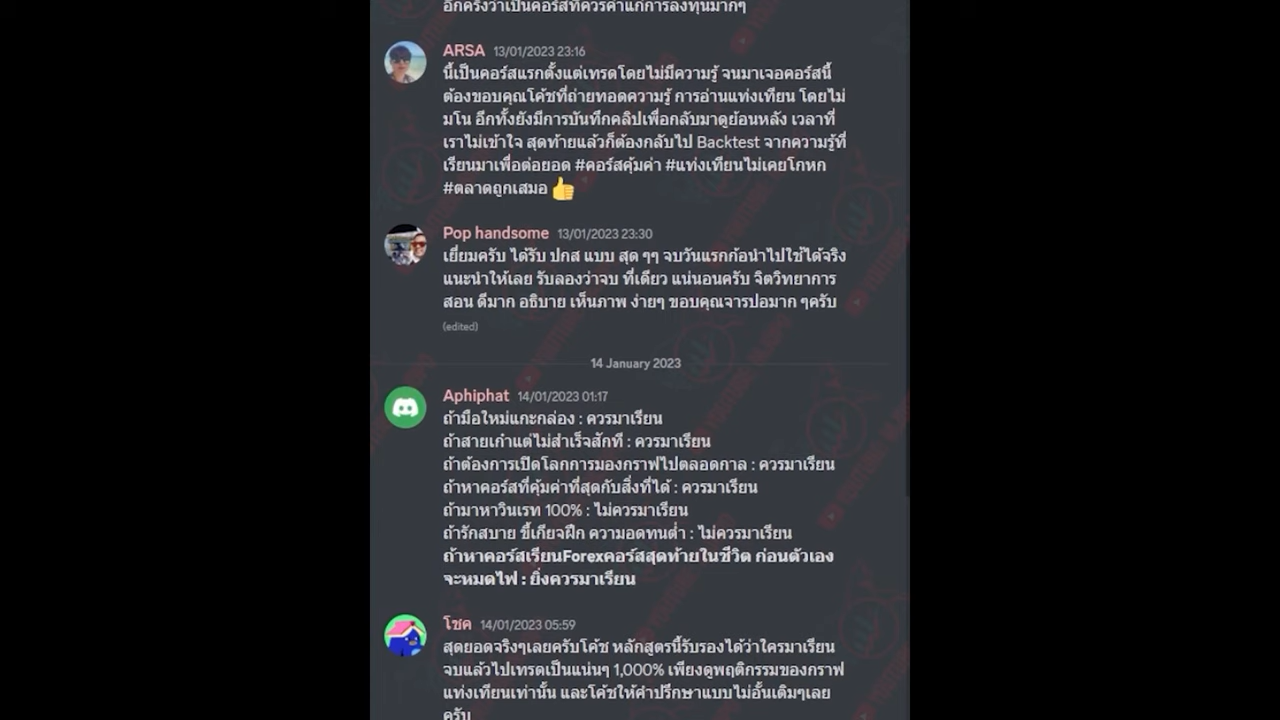 อีกครั้งว่าเป็นคอร์สที่ควรค่าแก่การลงทุนมากๆ
ARSA 13/01/2023 23:16
นี้เป็นคอร์สแรกตั้งแต่เทรดโดยไม่มีความรู้ จนมาเจอคอร์สนี้
ต้องขอบคุณโค้ชที่ถ่ายทอดความรู้ การอ่านแท่งเทียน โดยไม่
มโน อีกทั้งยังมีการบันทึกคลิปเพื่อกลับมาดูย้อนหลัง เวลาที่
เราไม่เข้าใจ สุดท้ายแล้วก็ต้องกลับไป Backtest จากความรู้ที่
เรียนมาเพื่อต่อยอด #คอร์สคุ้มค่า #แท่งเทียนไม่เคยโกหก
#ตลาดถูกเสมอ 👍
Pop handsome 13/01/2023 23:30
เยี่ยมครับ ได้รับ ปกส แบบ สุด ๆๆ จบวันแรกก้อนำไปใช้ได้จริง
แนะนำให้เลย รับลองว่าจบ ที่เดียว แน่นอนครับ จิตวิทยาการ
สอน ดีมาก อธิบาย เห็นภาพ ง่ายๆ ขอบคุณจารปอมาก ๆครับ
(edited)
14 January 2023
Aphiphat 14/01/2023 01:17
ถ้ามือใหม่แกะกล่อง : ควรมาเรียน
ถ้าสายเก๋าแต่ไม่สำเร็จสักที : ควรมาเรียน
ถ้าต้องการเปิดโลกการมองกราฟไปตลอดกาล : ควรมาเรียน
ถ้าหาคอร์สที่คุ้มค่าที่สุดกับสิ่งที่ได้ : ควรมาเรียน
ถ้ามาหาวินเรท 100% : ไม่ควรมาเรียน
ถ้ารักสบาย ขี้เกียจฝึก ความอดทนต่ำ : ไม่ควรมาเรียน
ถ้าหาคอร์สเรียนForexคอร์สสุดท้ายในชีวิต ก่อนตัวเอง
จะหมดไฟ : ยิ่งควรมาเรียน
โชค 14/01/2023 05:59
สุดยอดจริงๆเลยครับโค้ช หลักสูตรนี้รับรองได้ว่าใครมาเรียน
จบแล้วไปเทรดเป็นแน่นๆ 1,000% เพียงดูพฤติกรรมของกราฟ
แท่งเทียนเท่านั้น และโค้ชให้คำปรึกษาแบบไม่อั้นเติมๆเลย
ครับ